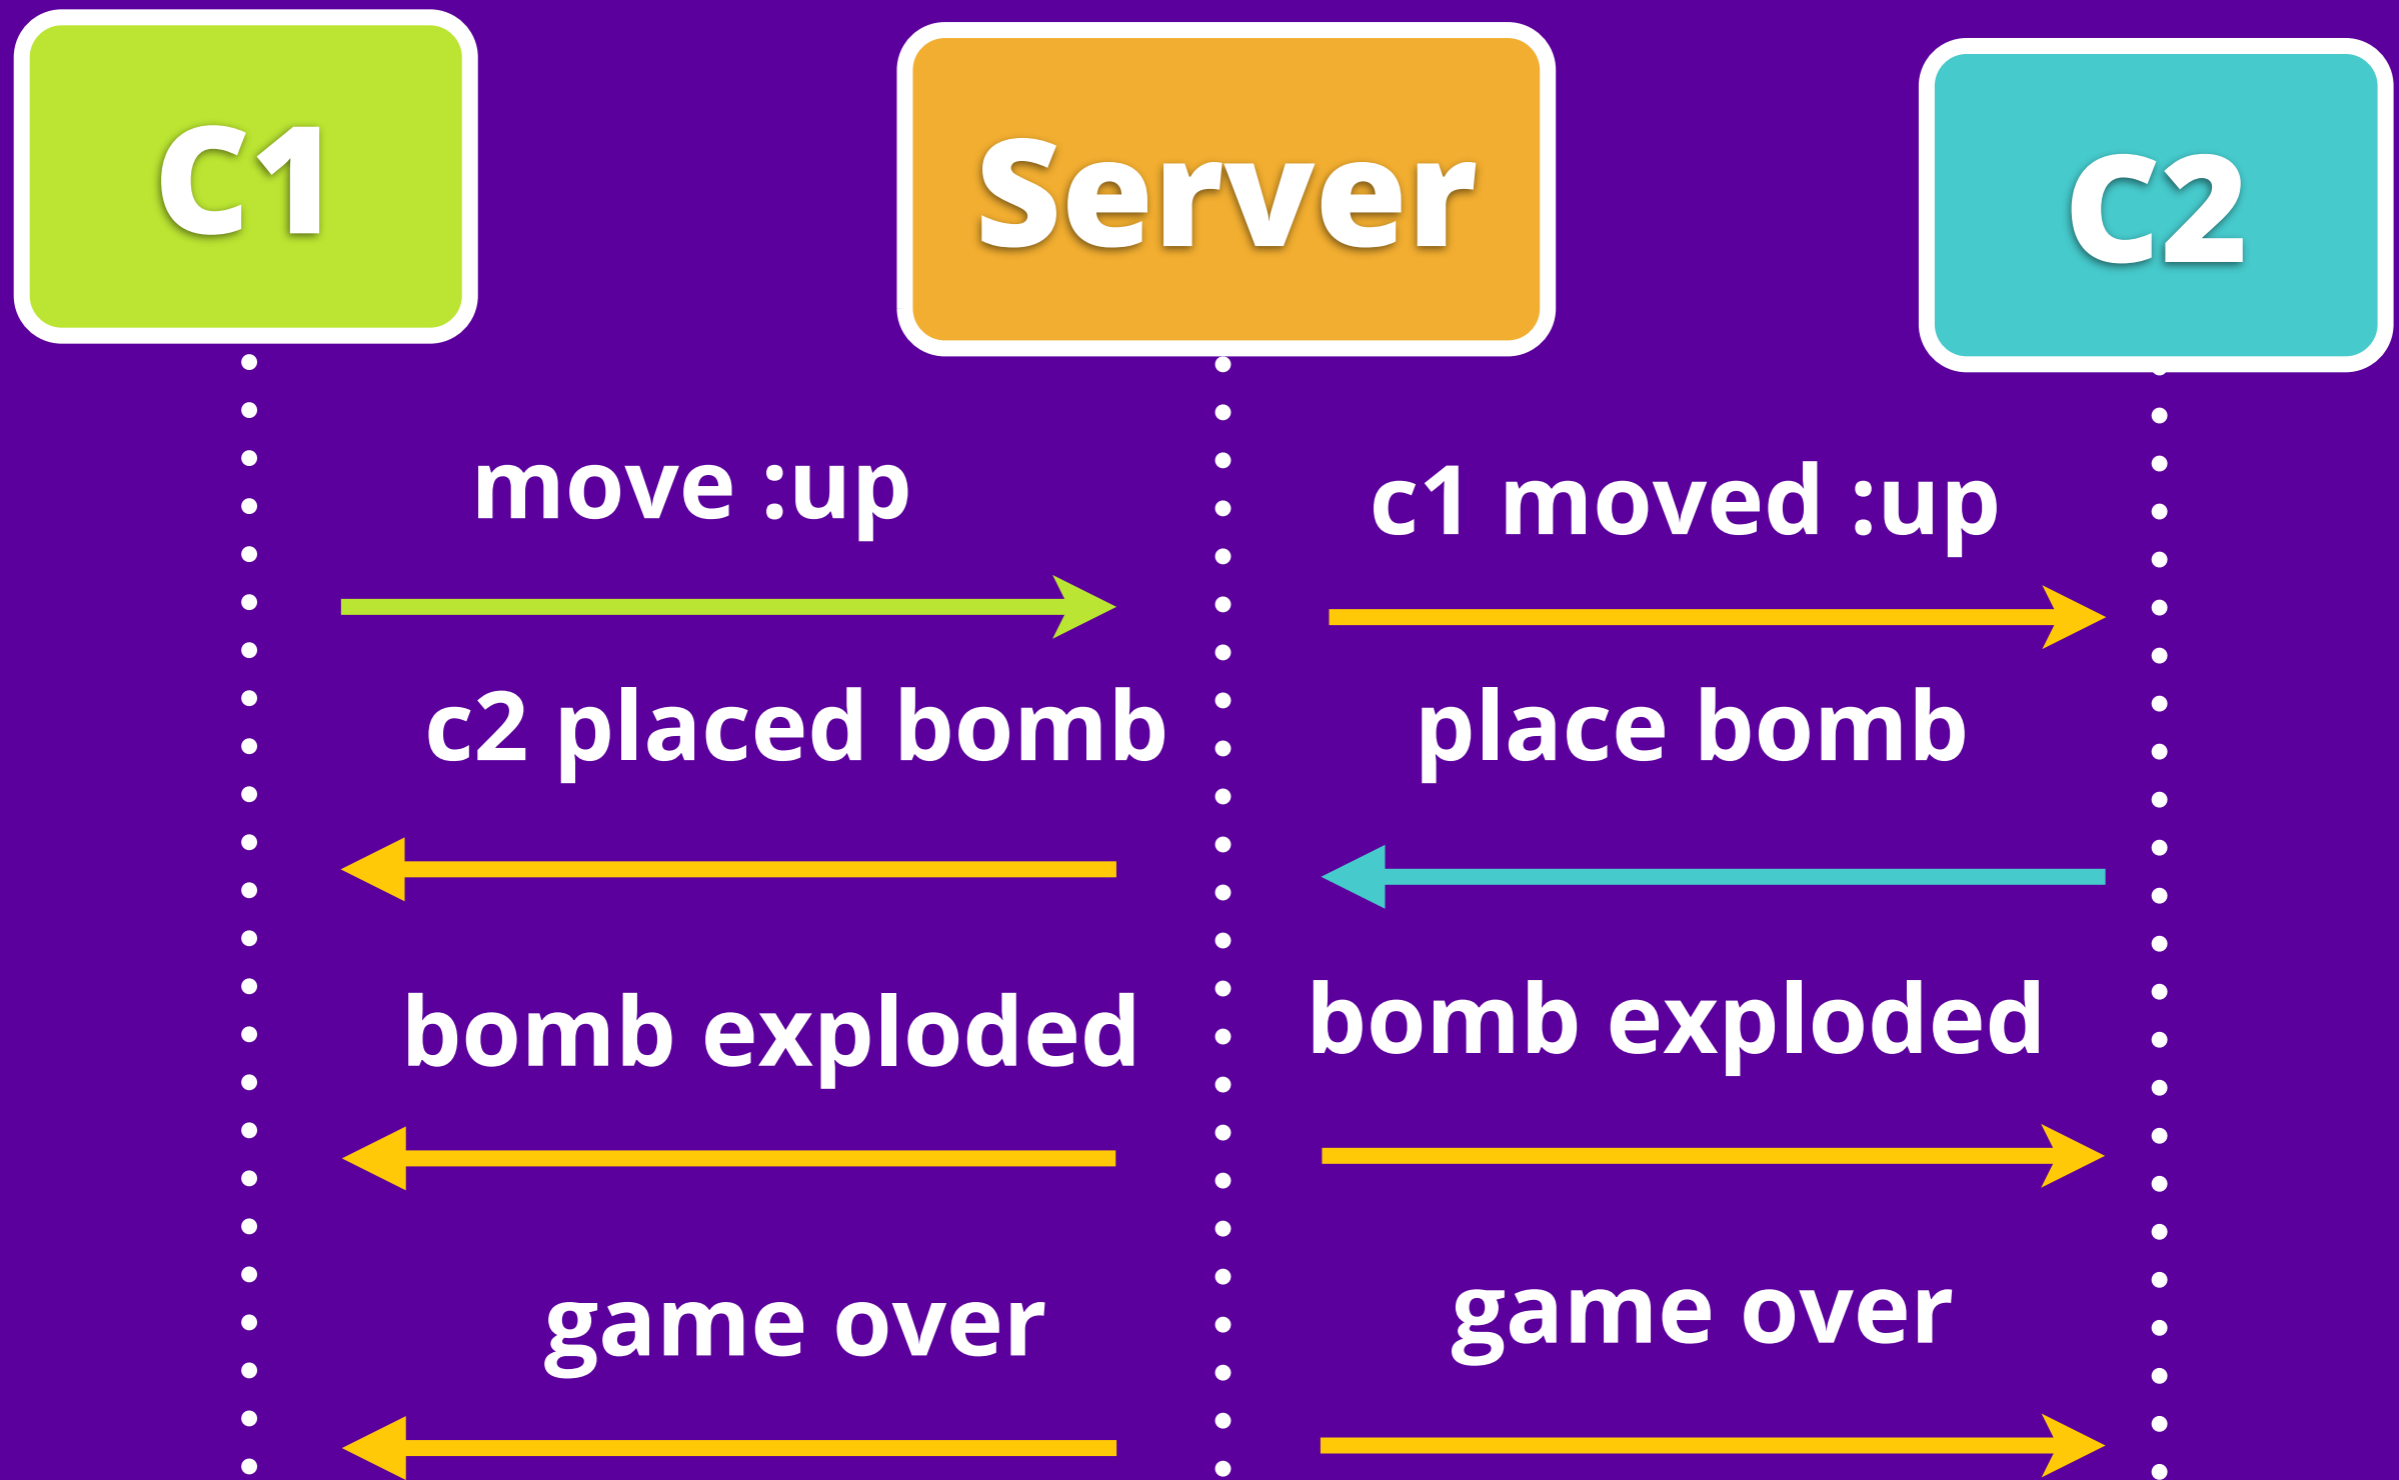 C1
Server
C2
move :up
c1 moved :up
c2 placed bomb
place bomb
bomb exploded
bomb exploded
game over
game over